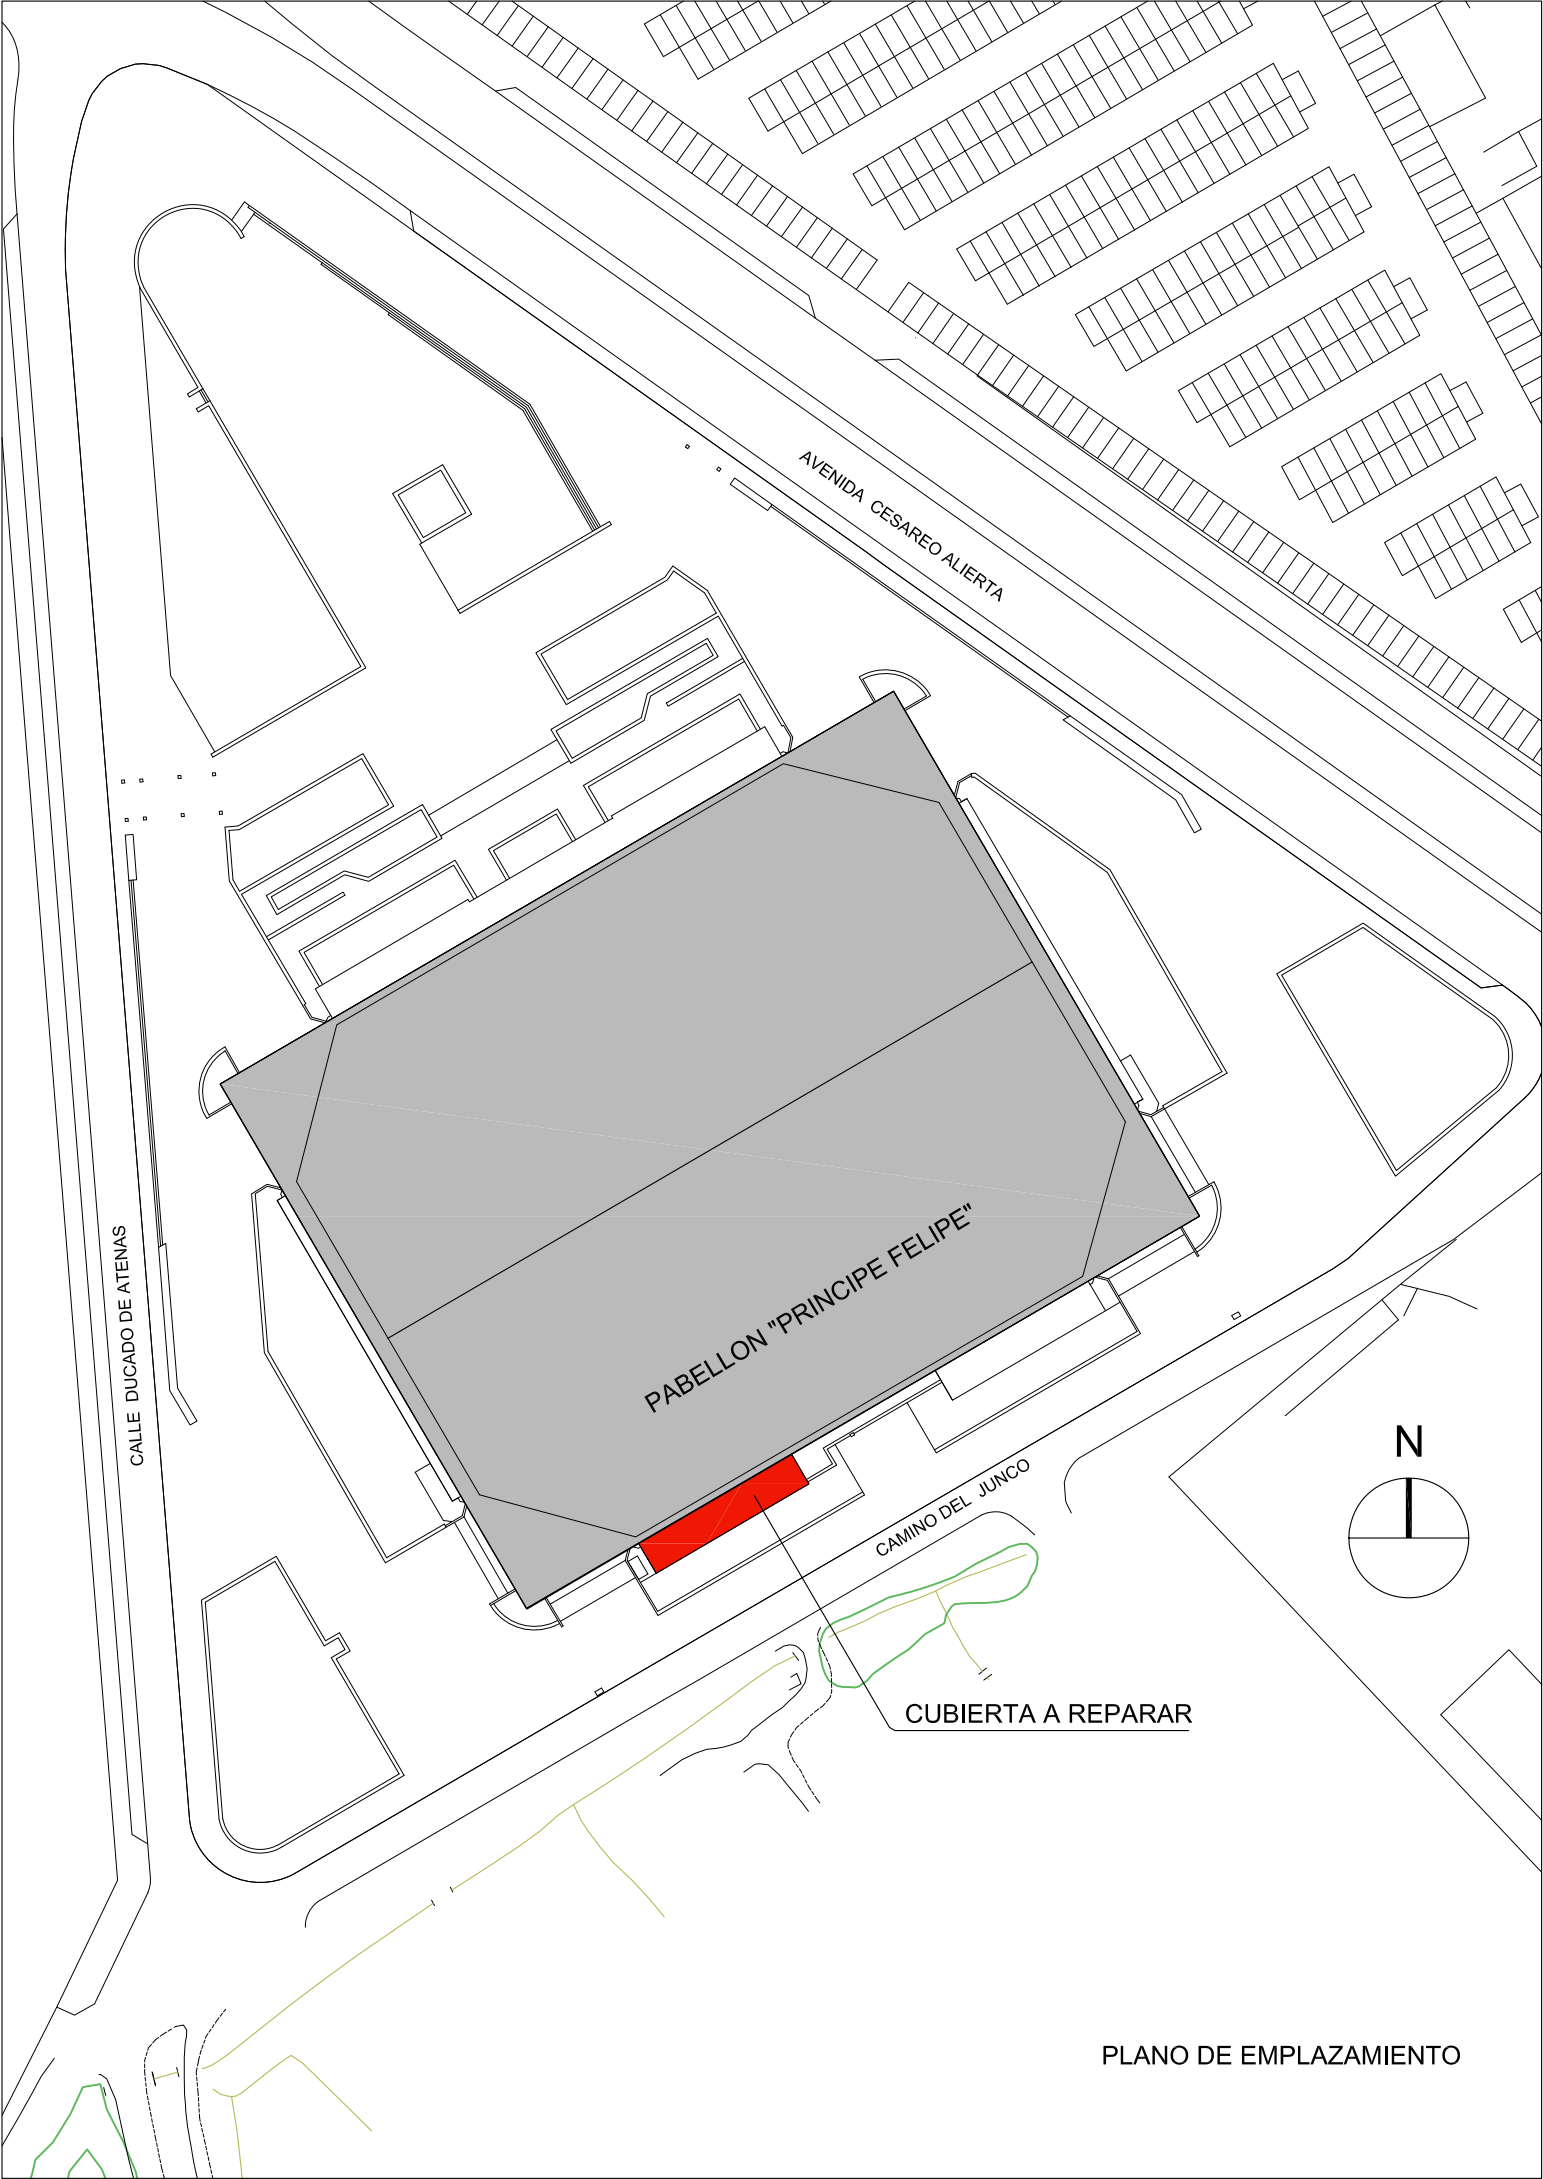 AVENIDA CESAREO ALIERTA
PABELLON "PRINCIPE FELIPE"
CALLE DUCADO DE ATENAS
CAMINO DEL JUNCO
N
CUBIERTA A REPARAR
PLANO DE EMPLAZAMIENTO